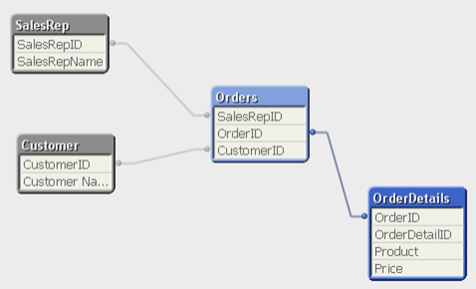 SalesRep
SalesRepID
SalesRepName
Orders
SalesRepID
OrderID
CustomerID
Customer
CustomerID
Customer Na...
OrderDetails
OrderID
OrderDetailID
Product
Price